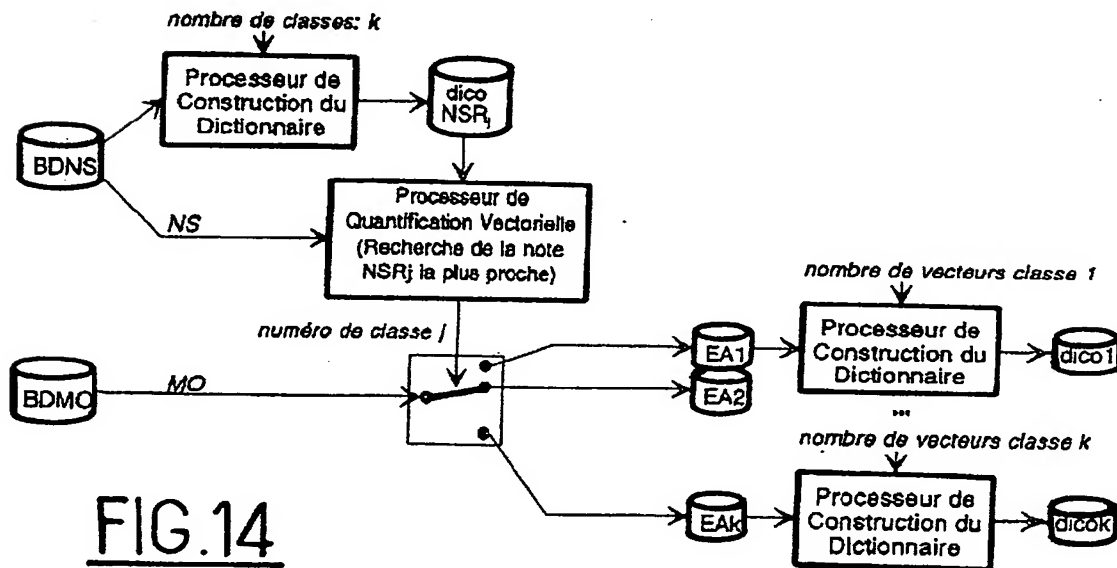 nombre de classes: k
Processeur de
Construction du
Dictionnaire
dico
NSRj
BDNS
NS
Processeur de
Quantification Vectorielle
(Recherche de la note
NSRj la plus proche)
numéro de classe j
BDMO
MO
EA1
EA2
nombre de vecteurs classe 1
Processeur de
Construction du
Dictionnaire
dico1
...
nombre de vecteurs classe k
EAk
Processeur de
Construction du
Dictionnaire
dicok
FIG.14